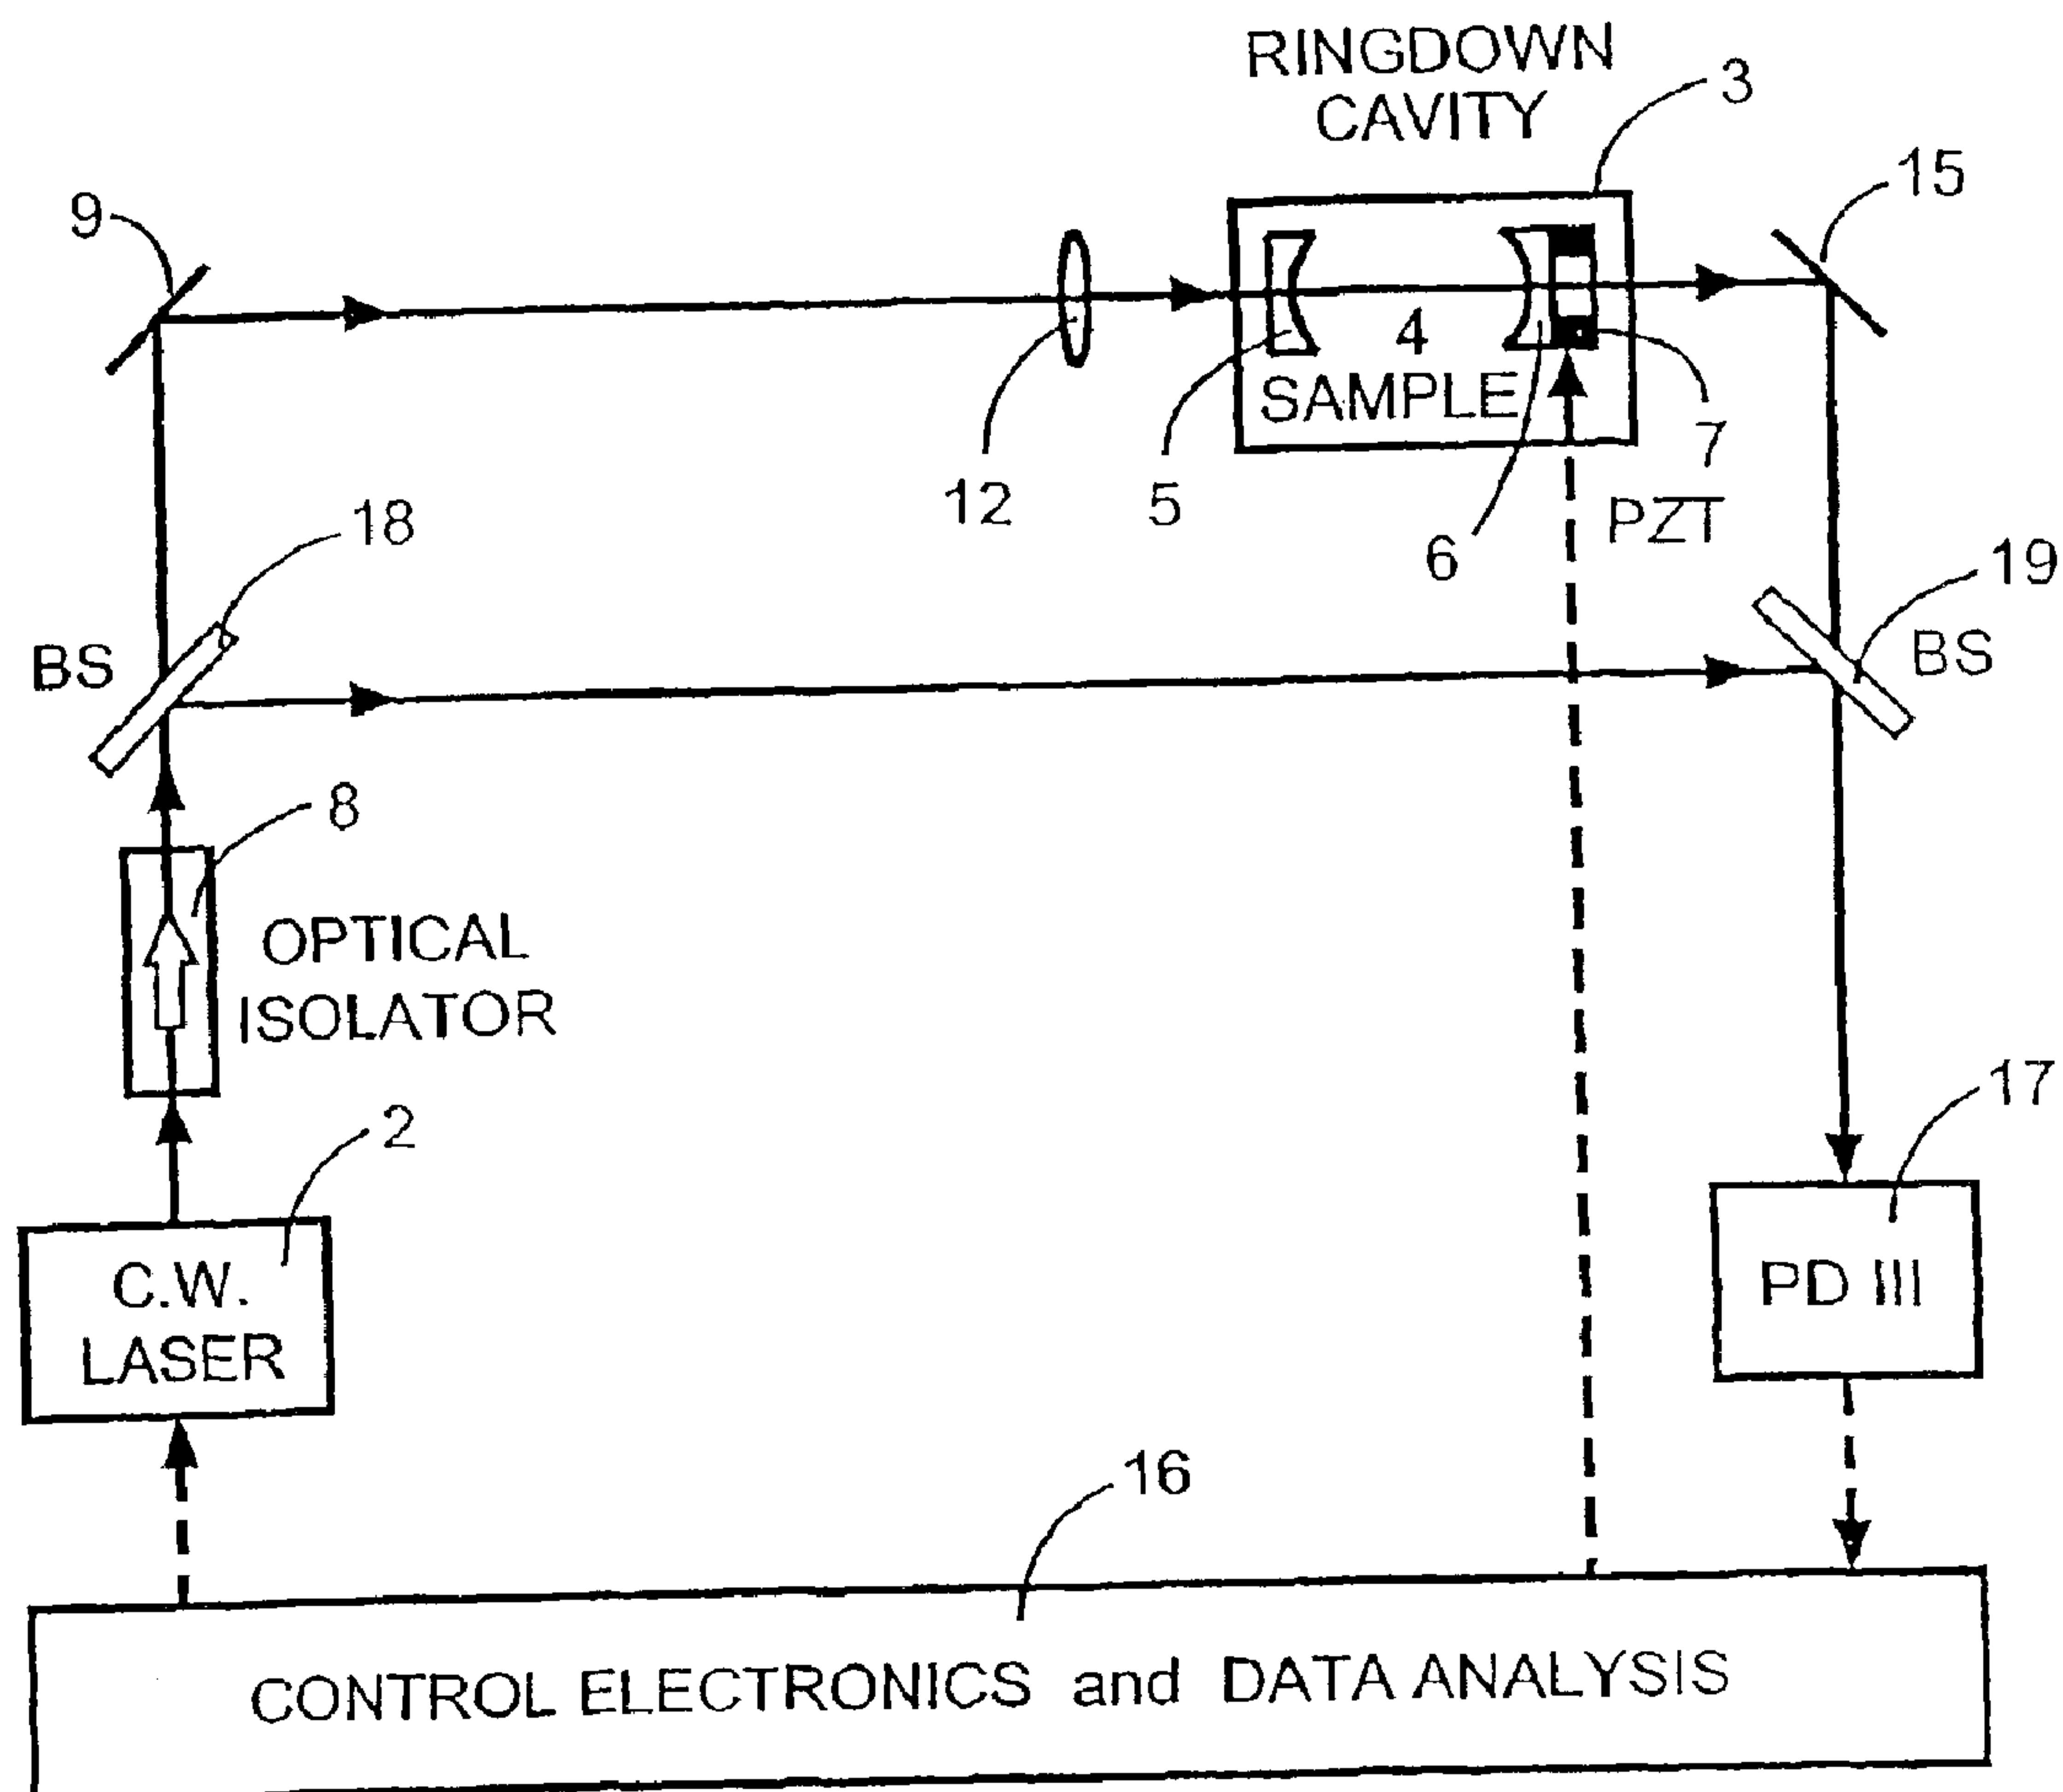 RINGDOWN
CAVITY
3
15
9
4
SAMPLE
7
12
5
6
PZT
18
19
BS
BS
8
OPTICAL
ISOLATOR
17
2
C.W.
LASER
PD III
16
CONTROL ELECTRONICS and DATA ANALYSIS